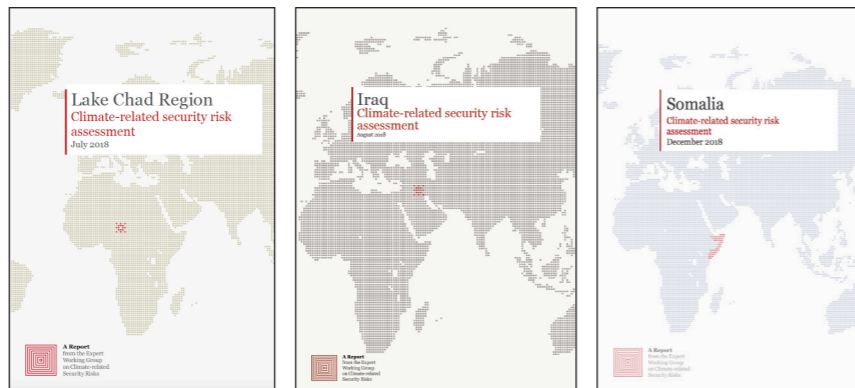 Lake Chad Region
Climate-related security risk
assessment
July 2018
A Report
from the Expert
Working Group
on Climate-related
Security Risks
Iraq
Climate-related security risk
assessment
August 2018
A Report
from the Expert
Working Group
on Climate-related
Security Risks
Somalia
Climate-related security risk
assessment
December 2018
A Report
from the Expert
Working Group
on Climate-related
Security Risks